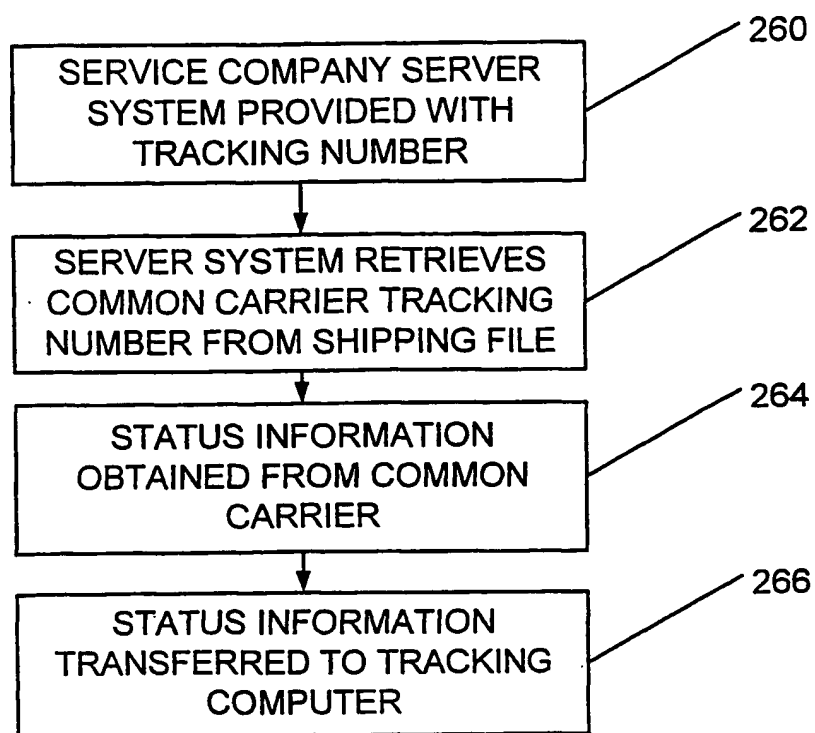 260
SERVICE COMPANY SERVER
SYSTEM PROVIDED WITH
TRACKING NUMBER
262
SERVER SYSTEM RETRIEVES
COMMON CARRIER TRACKING
NUMBER FROM SHIPPING FILE
264
STATUS INFORMATION
OBTAINED FROM COMMON
CARRIER
266
STATUS INFORMATION
TRANSFERRED TO TRACKING
COMPUTER